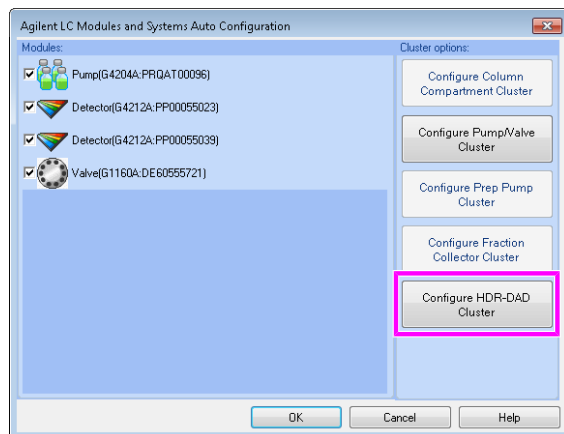 Agilent LC Modules and Systems Auto Configuration
Modules:
Cluster options:
Pump(G4204A:PRQAT00096)
Detector(G4212A:PP00055023)
Detector(G4212A:PP00055039)
Valve(G1160A:DE60555721)
Configure Column
Compartment Cluster
Configure Pump/Valve
Cluster
Configure Prep Pump
Cluster
Configure Fraction
Collector Cluster
Configure HDR-DAD
Cluster
OK
Cancel
Help